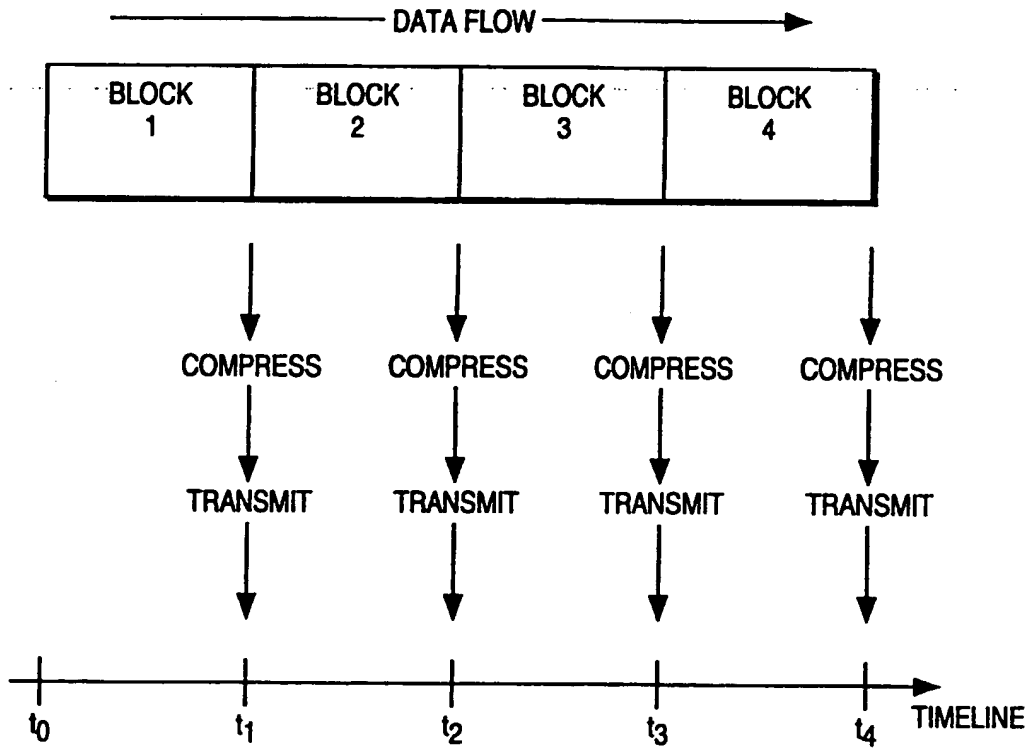 DATA FLOW
BLOCK 1
BLOCK 2
BLOCK 3
BLOCK 4
COMPRESS COMPRESS COMPRESS COMPRESS
TRANSMIT TRANSMIT TRANSMIT TRANSMIT
t0 t1 t2 t3 t4 TIMELINE